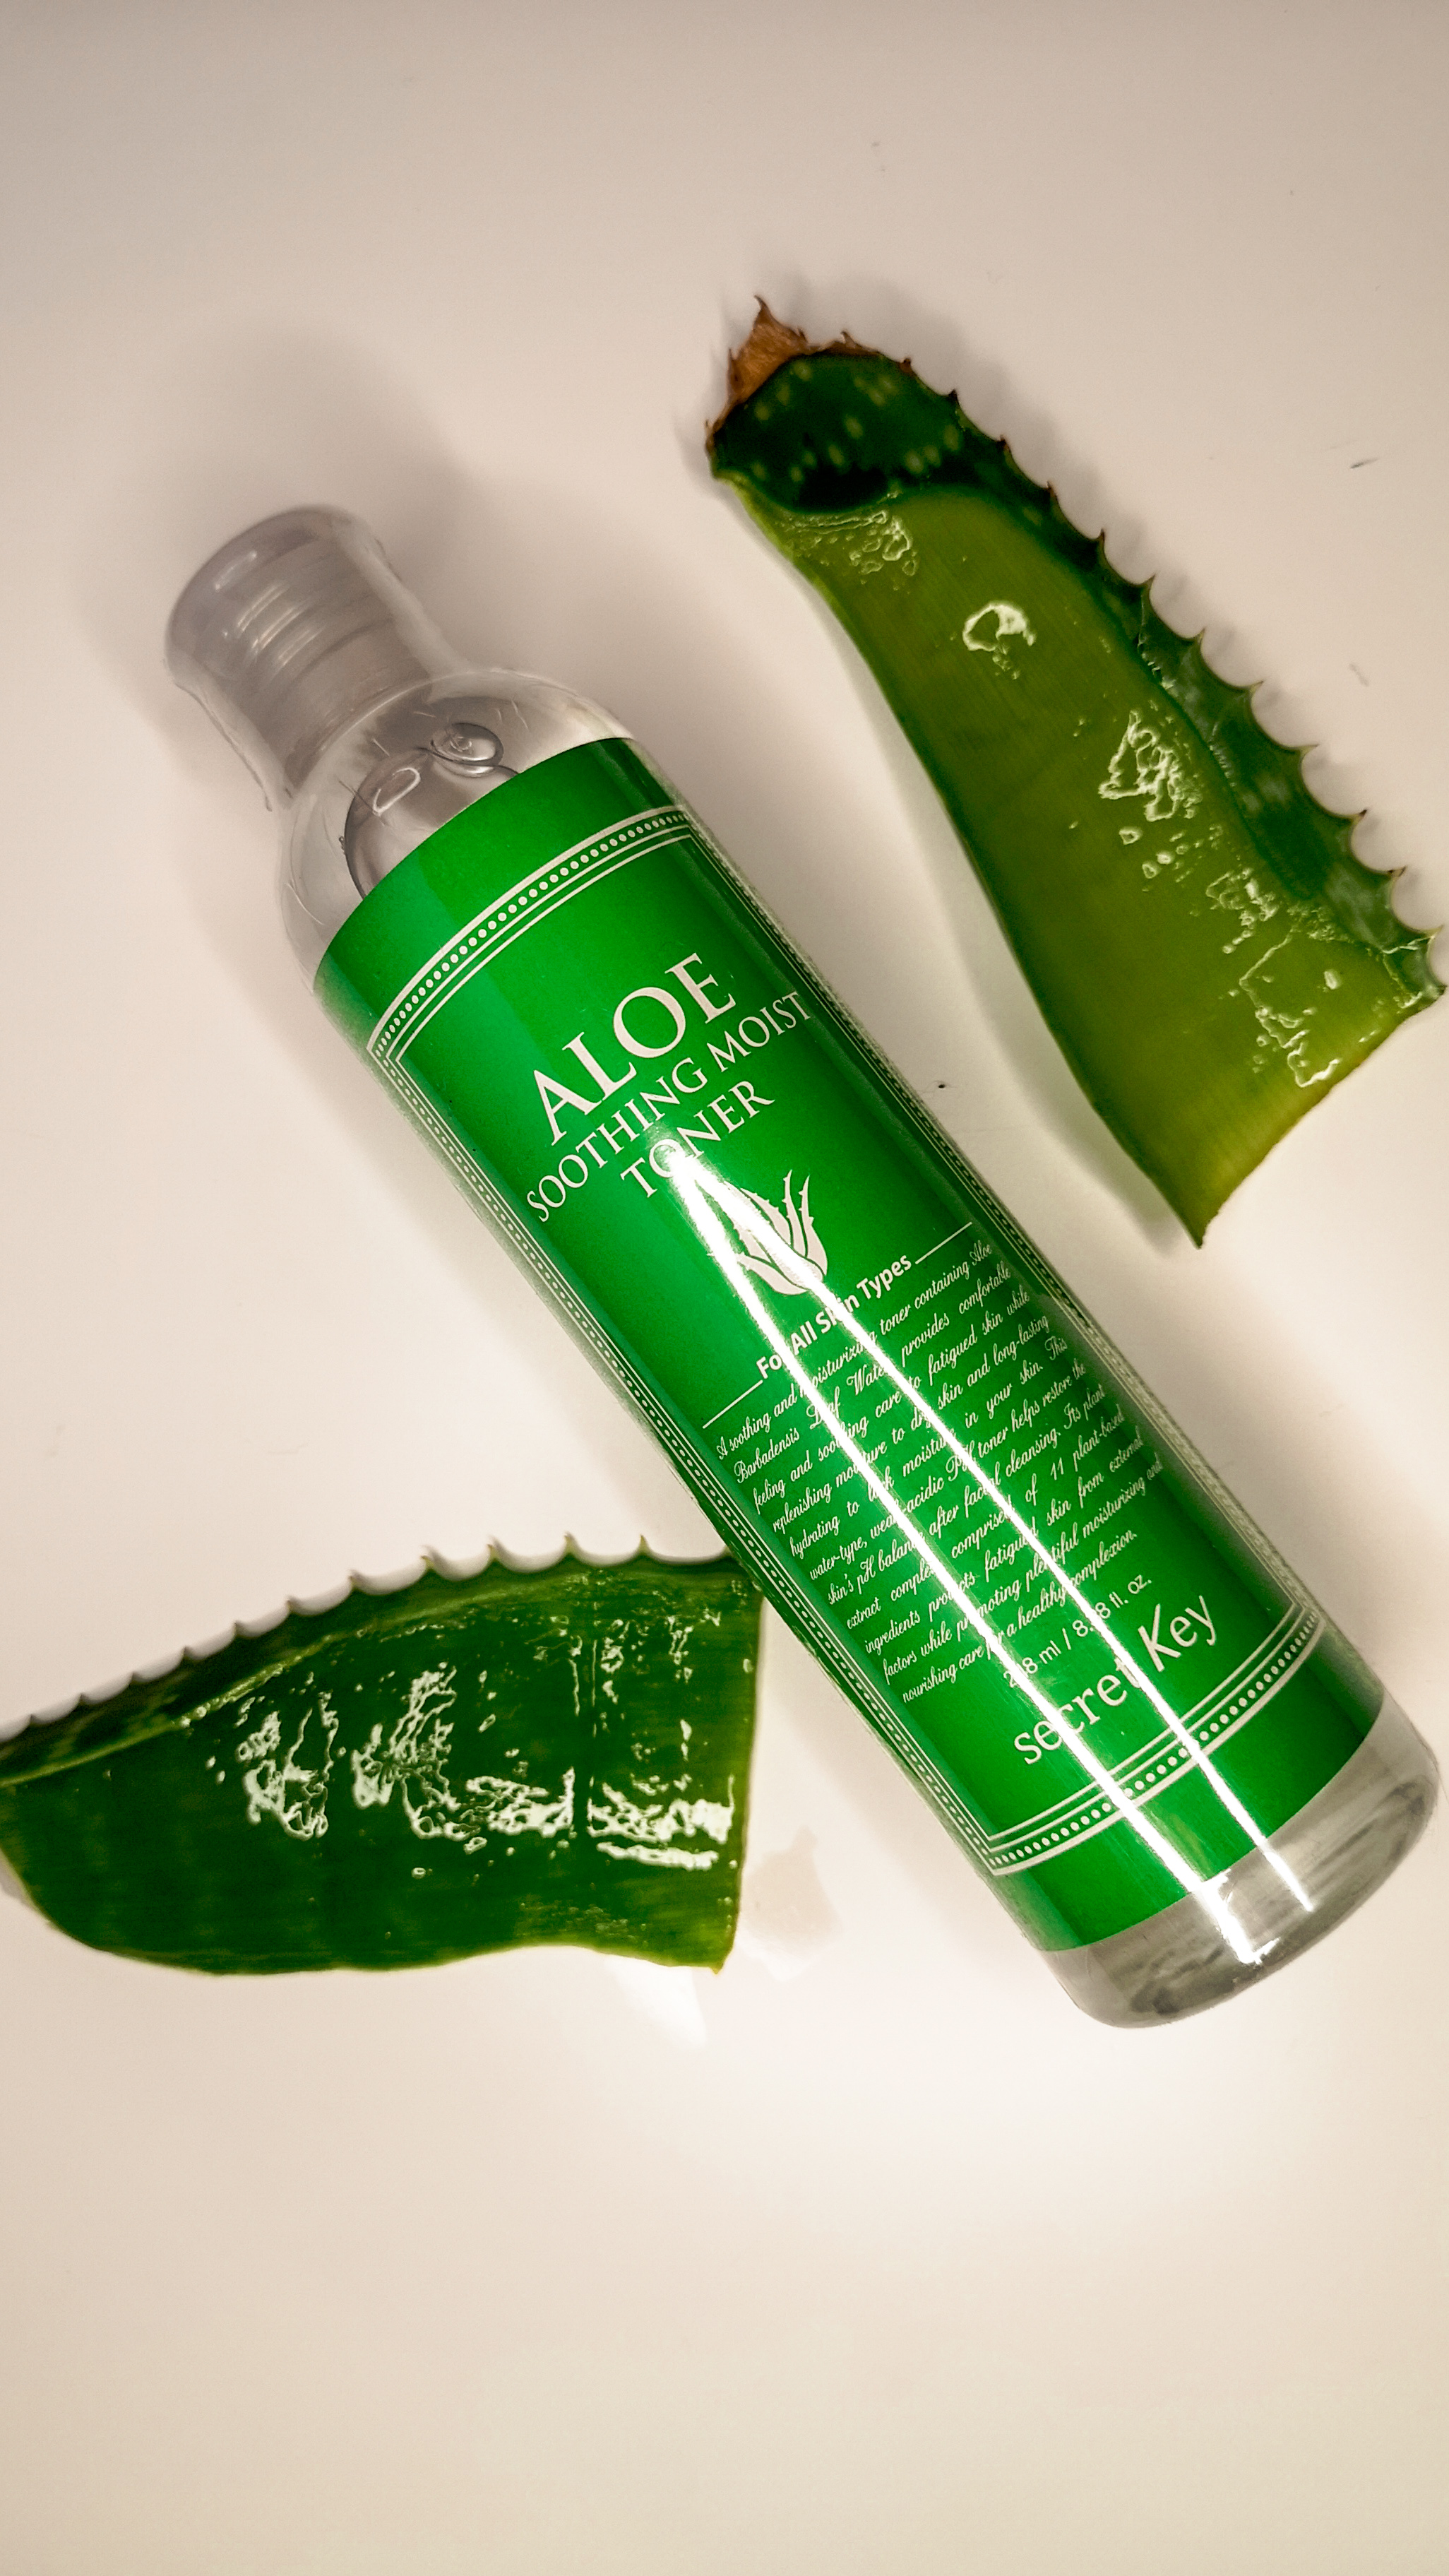 ALOE
SOOTHING MOIST
TONER
For All Skin Types
A soothing and moisturizing toner containing Aloe
Barbadensis Leaf Water provides comfortable
feeling and soothing care to fatigued skin while
replenishing moisture to dry skin and long-lasting
hydrating to lock moisture in your skin. This
water-type, weak-acidic PH toner helps restore the
skin's pH balance after facial cleansing. Its plant
extract complex comprised of 11 plant-based
ingredients protects fatigued skin from external
factors while promoting plentiful moisturizing and
nourishing care for a healthy complexion.
ml / fl. oz.
secret Key